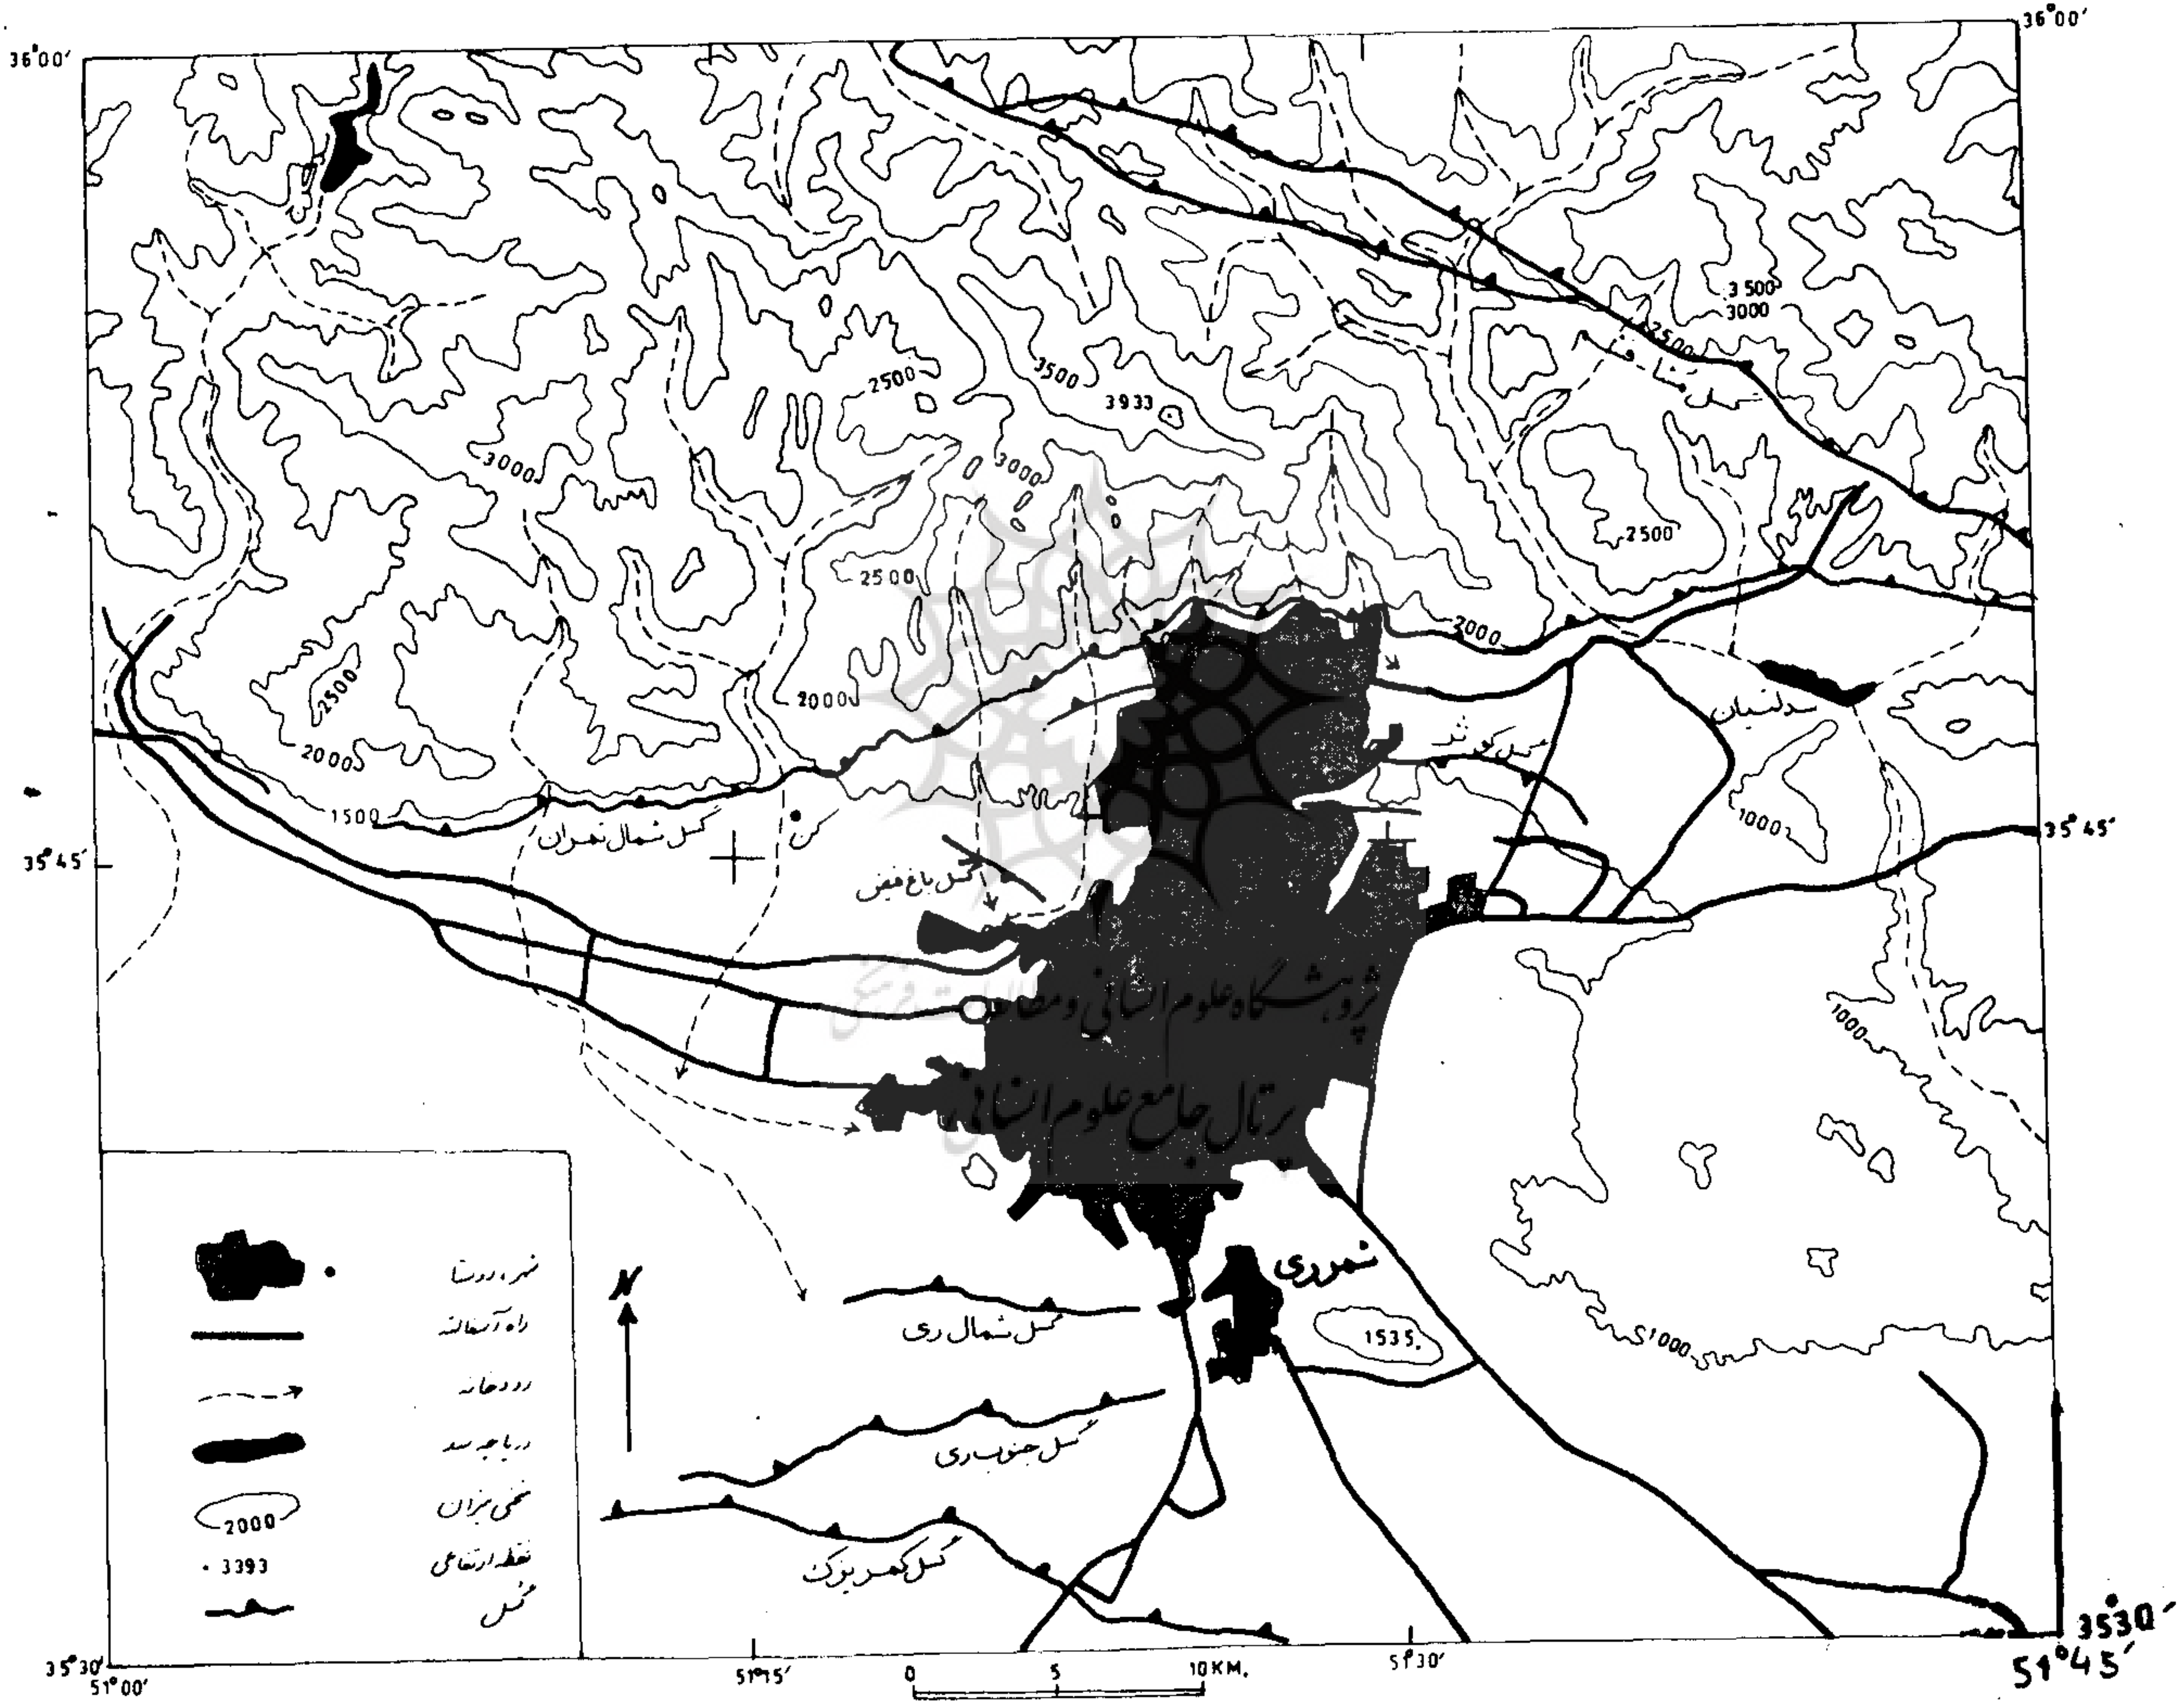 36°00′
36°00′
3500
3000
2500
مشا فشم
3500
2500
3933
3000
3000
2500
2500
2000
2500
2000
سد لتیان
گسل کوثر
2000
1500
گسل شمال تهران
کن
1000
35°45′
35°45′
گسل باغ فیض
پژوهشگاه علوم انسانی و مطالعات فرهنگی
1000
پرتال جامع علوم انسانی
شهرری
N
شهر، روستا
راه آسفالته
رودخانه
دریاچه سد
منحنی میزان
2000
نقطه ارتفاعی
3393
گسل
گسل شمال ری
1535
1000
گسل جنوب ری
گسل کهریزک
35°30′
51°00′
51°15′
0 5 10KM.
51°30′
35°30′
51°45′